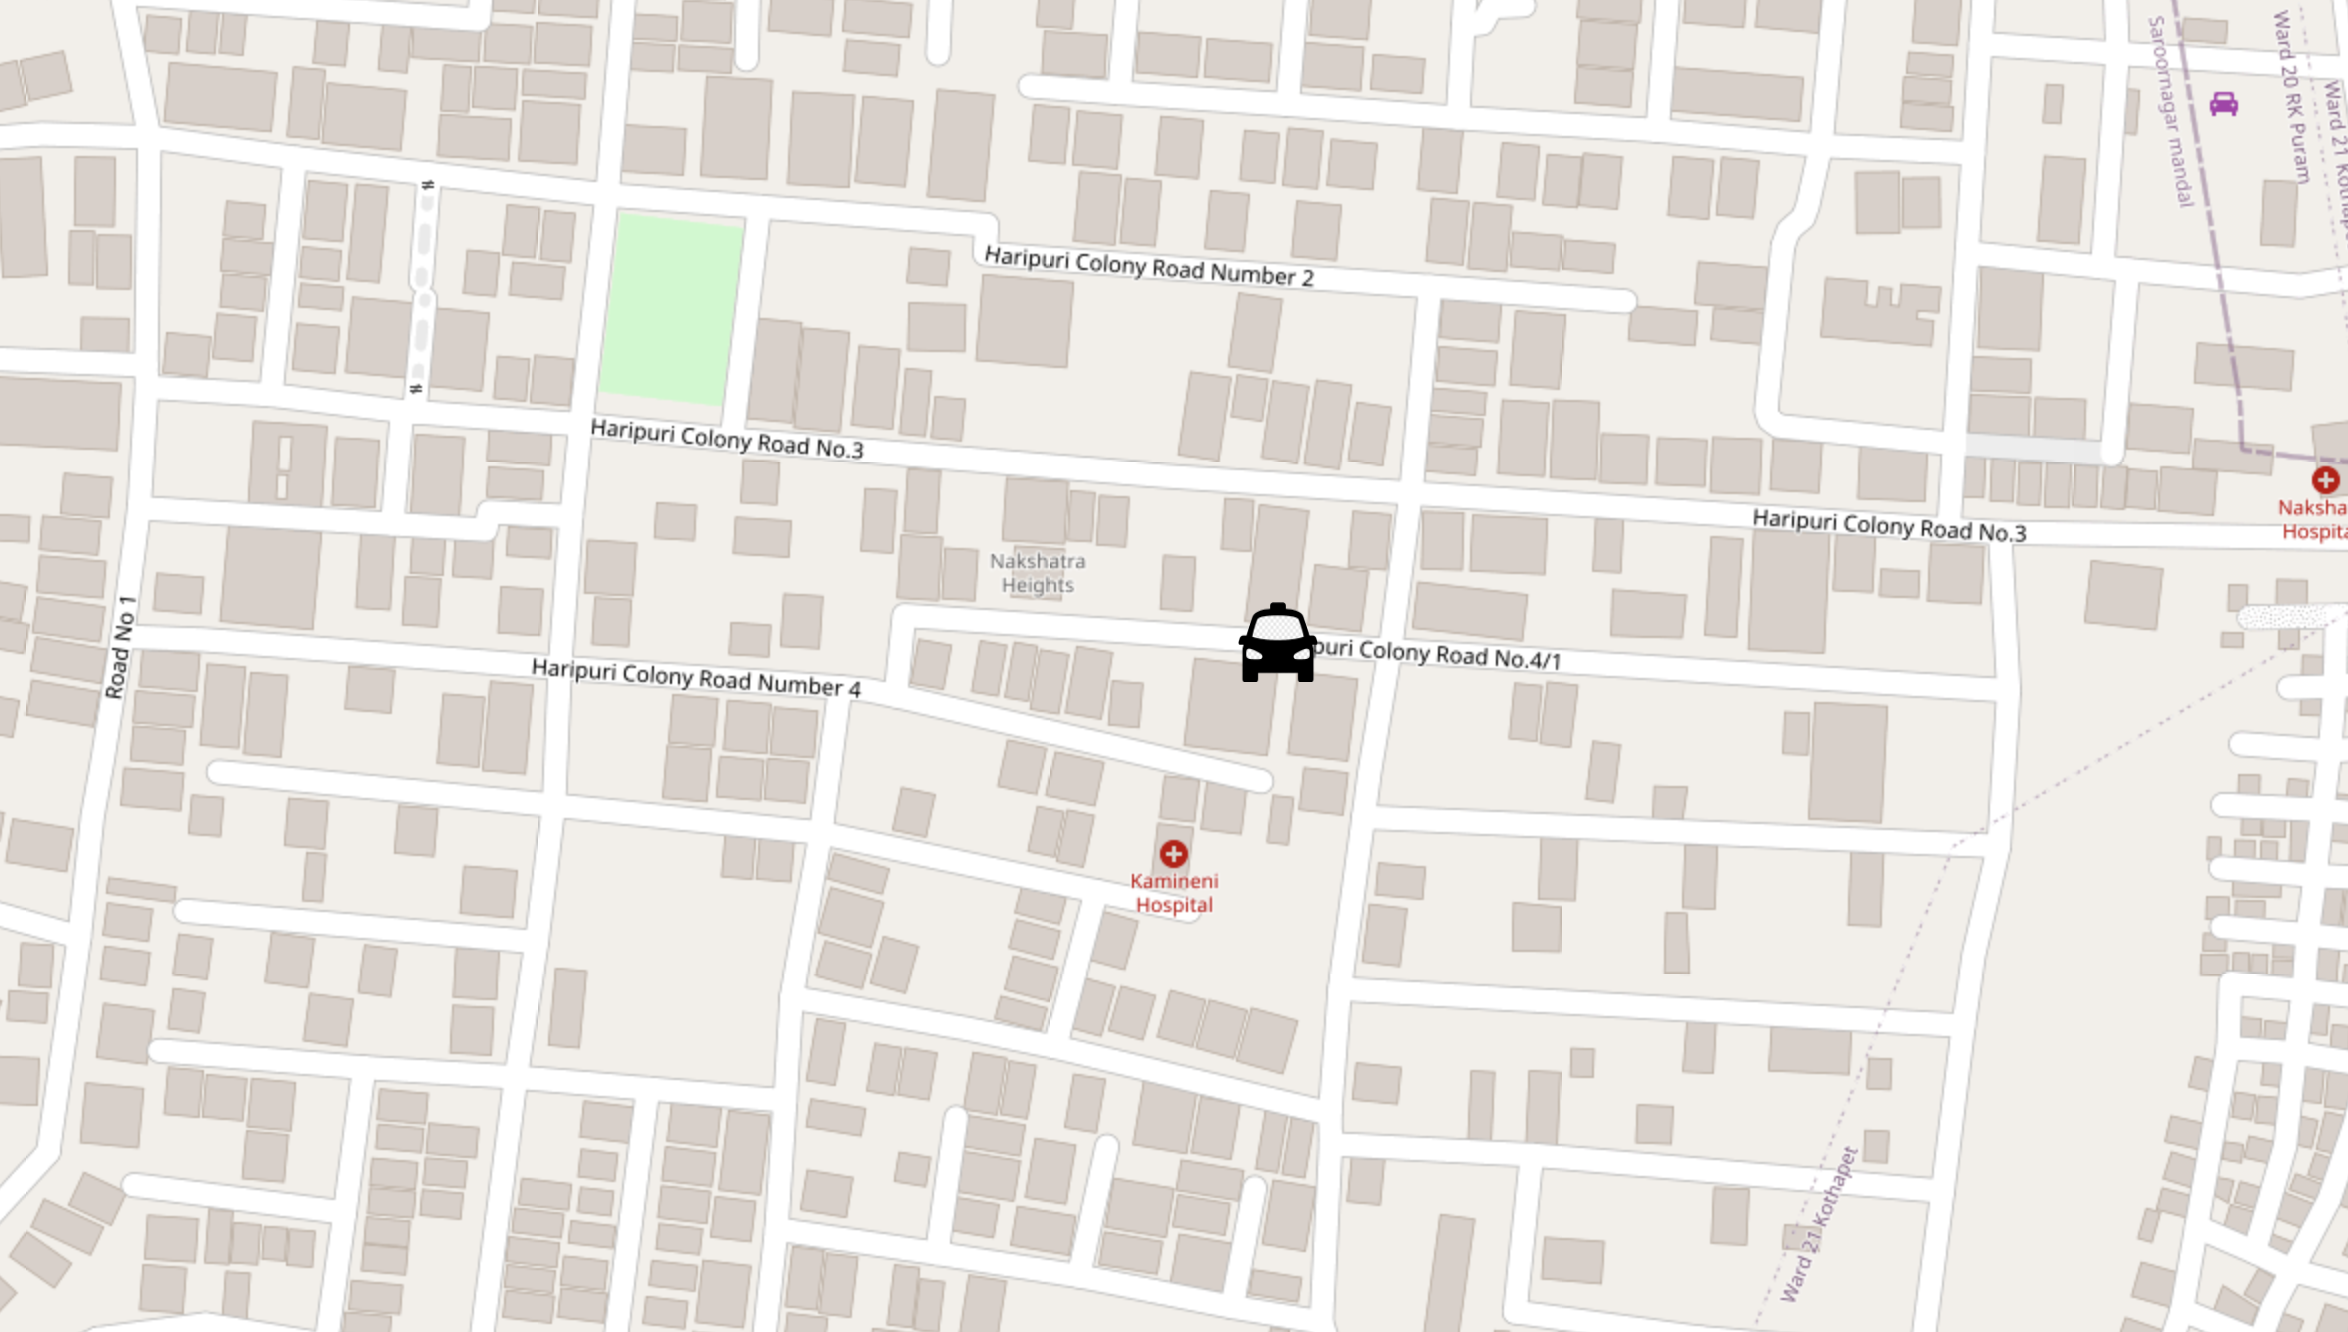 Saroornagar mandal
Ward 20 RK Puram
Ward 21
Haripuri Colony Road Number 2
Haripuri Colony Road No.3
Haripuri Colony Road No.3
Hospita
Nakshatra
Heights
Road No 1
puri Colony Road No.4/1
Haripuri Colony Road Number 4
Kamineni
Hospital
Ward 21 Kothapet